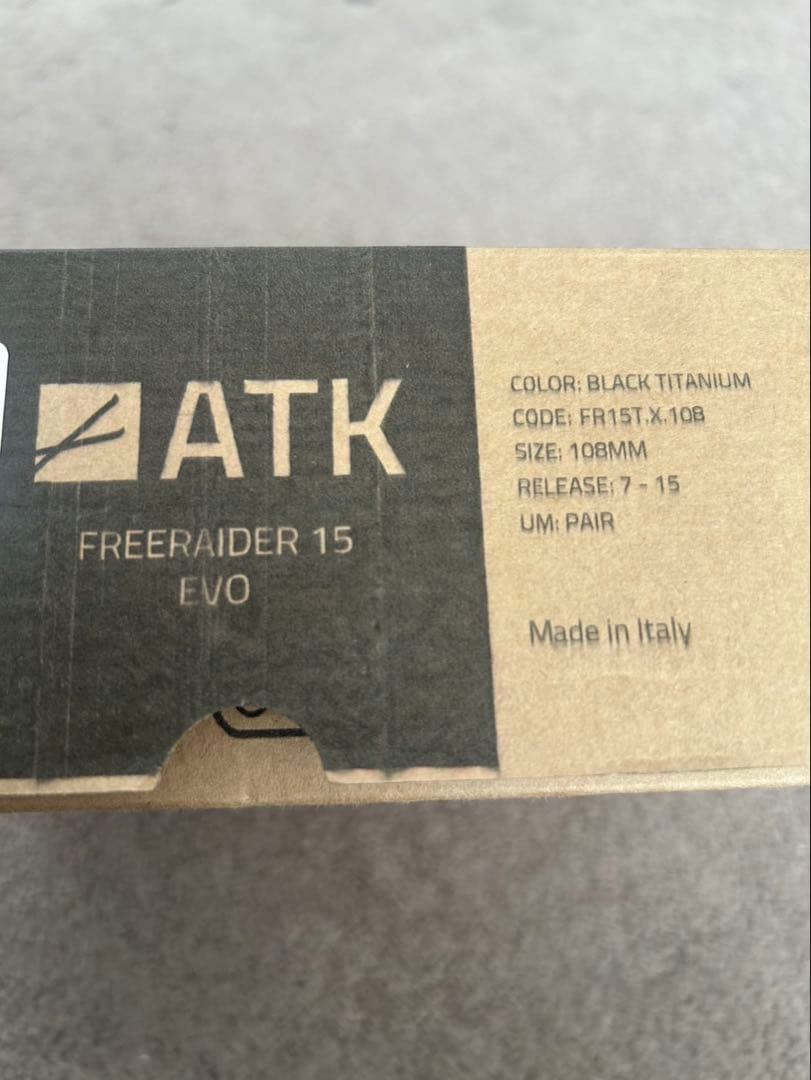 ATK
FREERAIDER 15
EVO
COLOR: BLACK TITANIUM
CODE: FR15T.X.108
SIZE: 108MM
RELEASE: 7 - 15
UM: PAIR
Made in Italy